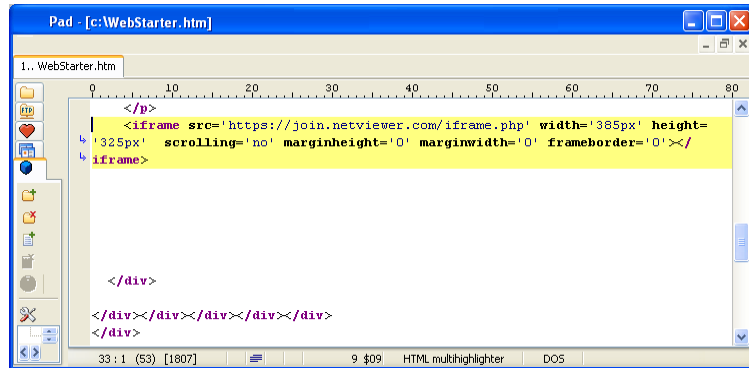 Pad - [c:\WebStarter.htm]
1.. WebStarter.htm
0 10 20 30 40 50 60 70 80
FTP
</p>
<iframe src='https://join.netviewer.com/iframe.php' width='385px' height=
'325px'  scrolling='no' marginheight='0' marginwidth='0' frameborder='0'></
iframe>
</div>
</div></div></div></div></div>
</div>
33 : 1 (53) [1807] 9 $09 HTML multihighlighter DOS